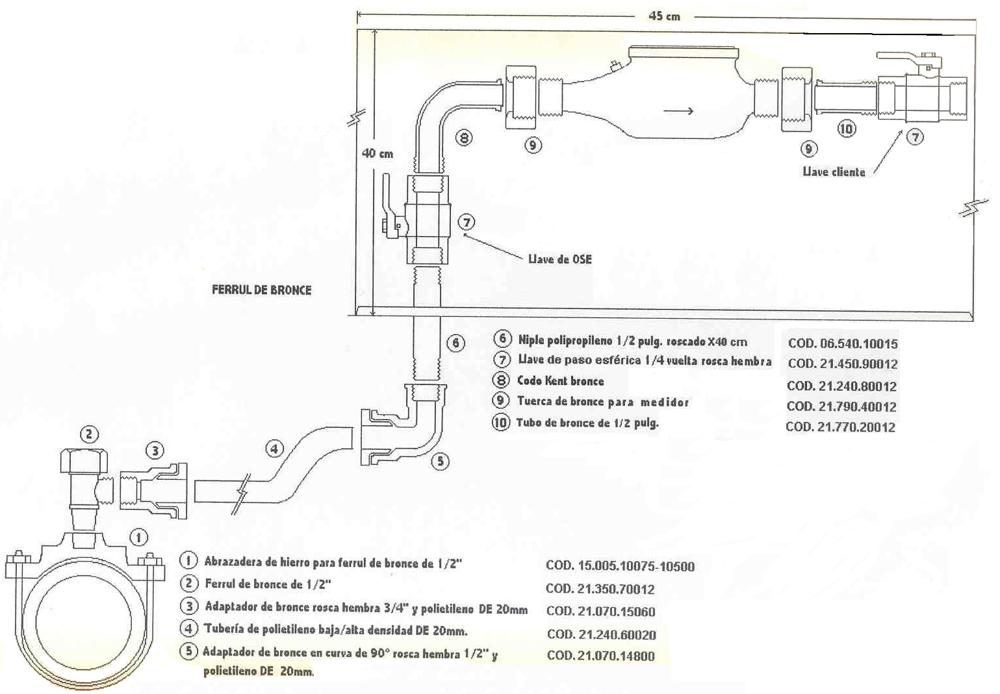 45 cm
8
9
10
7
9
40 cm
Llave cliente
7
Llave de OSE
FERRUL DE BRONCE
6
6 Niple polipropileno 1/2 pulg. roscado X40 cm COD. 06.540.10015
7 Llave de paso esférica 1/4 vuelta rosca hembra COD. 21.450.90012
8 Codo Kent bronce COD. 21.240.80012
9 Tuerca de bronce para medidor COD. 21.790.40012
10 Tubo de bronce de 1/2 pulg. COD. 21.770.20012
2
3
4
5
1
1 Abrazadera de hierro para ferrul de bronce de 1/2" COD. 15.005.10075-10500
2 Ferrul de bronce de 1/2" COD. 21.350.70012
3 Adaptador de bronce rosca hembra 3/4" y polietileno DE 20mm COD. 21.070.15060
4 Tubería de polietileno baja/alta densidad DE 20mm. COD. 21.240.60020
5 Adaptador de bronce en curva de 90° rosca hembra 1/2" y COD. 21.070.14800
polietileno DE 20mm.